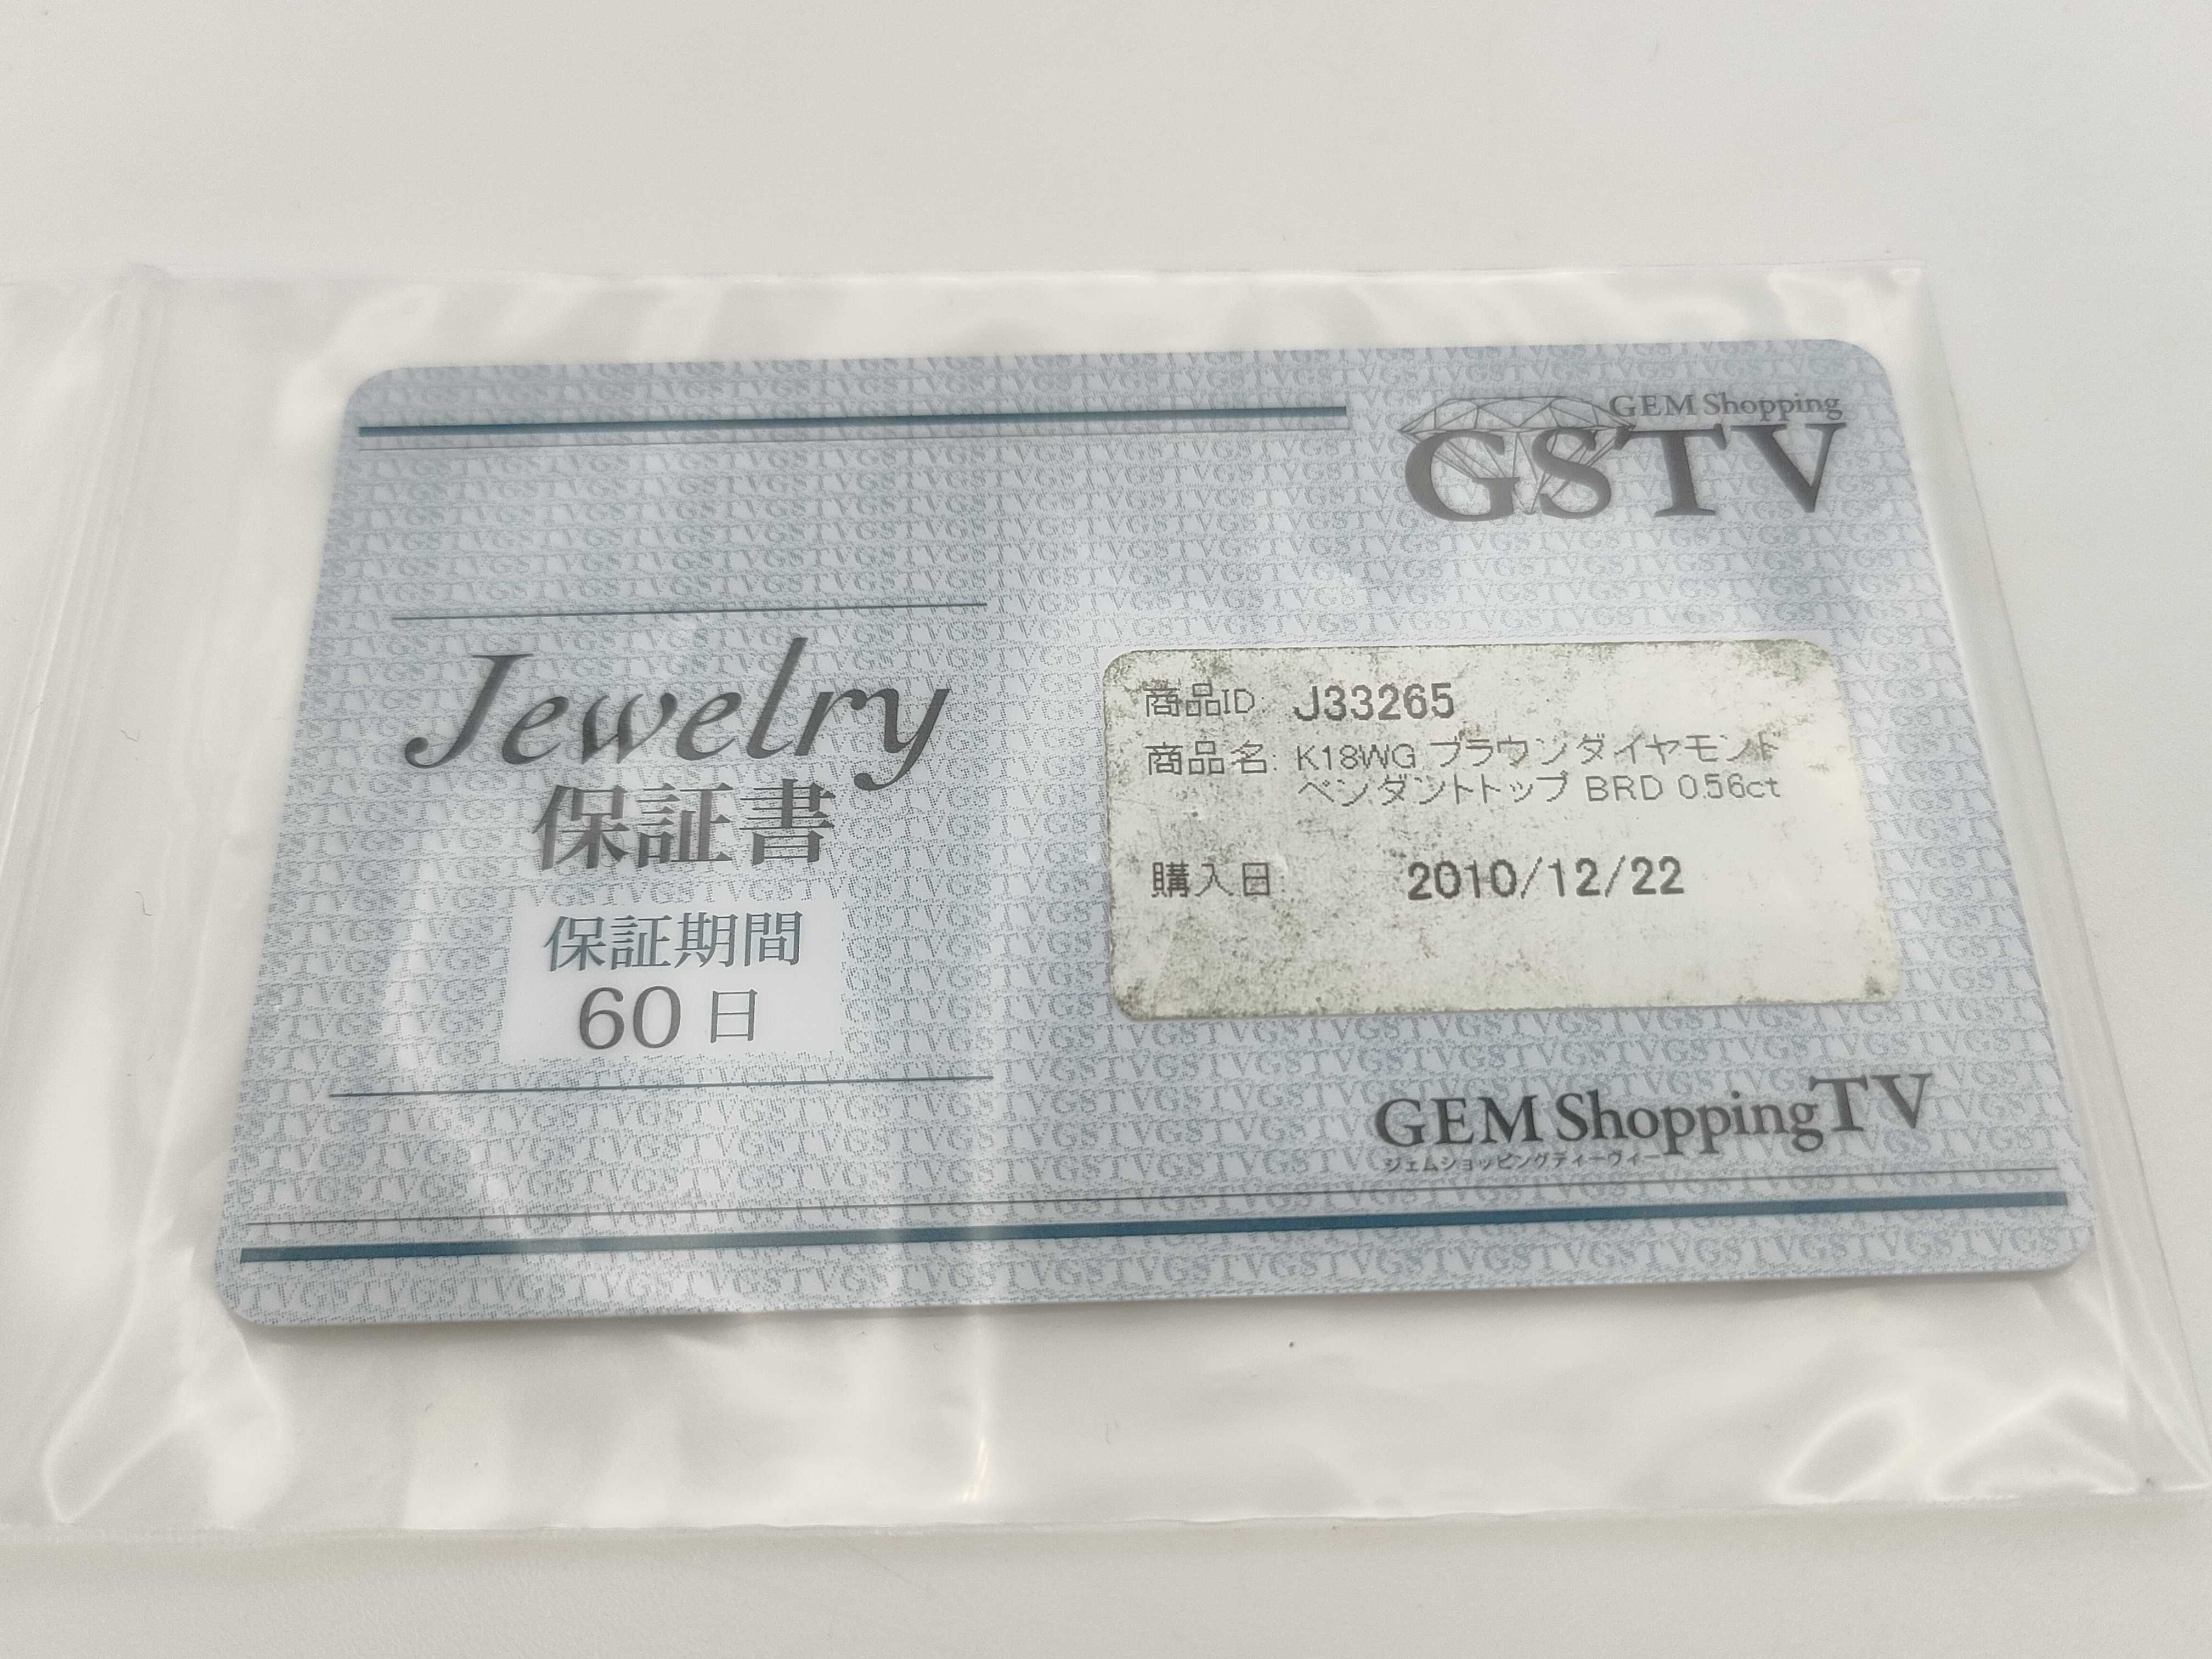 GEM Shopping
GSTV
Jewelry
保証書
保証期間
60日
商品ID: J33265
商品名: K18WG ブラウンダイヤモンド
ペンダントトップ BRD 0.56ct
購入日: 2010/12/22
GEM Shopping TV
ジェムショッピングティーヴィー